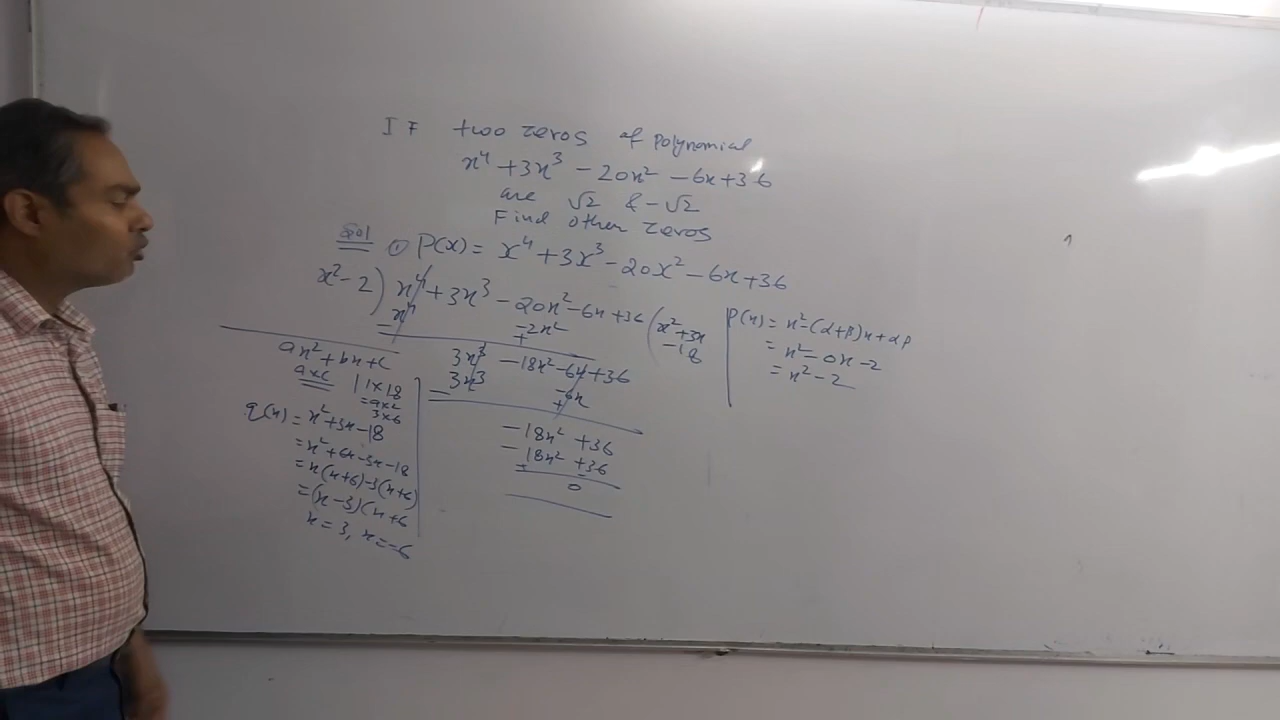 IF two zeros of Polynomial
x⁴ + 3x³ - 20x² - 6x + 36
are √2 & -√2
Find other zeros
Sol ① P(x) = x⁴ + 3x³ - 20x² - 6x + 36
x² - 2 ) x⁴ + 3x³ - 20x² - 6x + 36 ( x² + 3x - 18
x⁴ - 2x²
- +
3x³ - 18x² - 6x + 36
3x³ - 6x
- +
- 18x² + 36
- 18x² + 36
+ -
0
P(x) = x² - (α + β)x + αβ
= x² - 0x - 2
= x² - 2
ax² + bx + c
a x c
1 x 18
= 9 x 2
3 x 6
q(x) = x² + 3x - 18
= x² + 6x - 3x - 18
= x(x + 6) - 3(x + 6)
= (x - 3)(x + 6
x = 3, x = -6